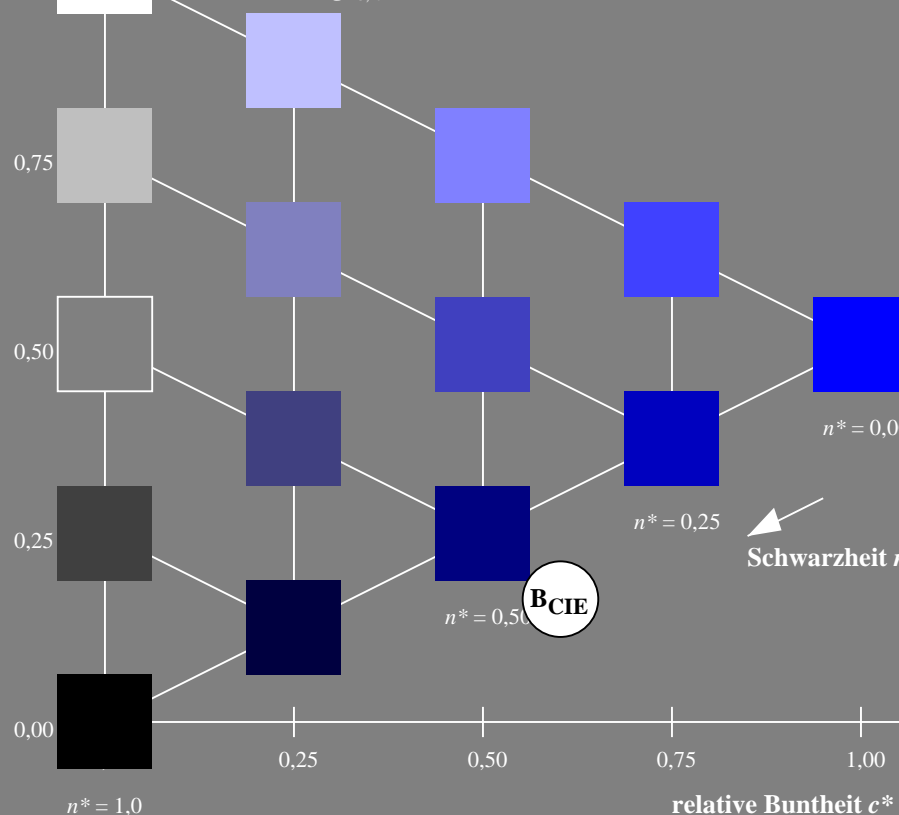 0,75
0,50
n* = 0,0
n* = 0,25
0,25
Schwarzheit n
B_CIE
n* = 0,50
0,00
0,25 0,50 0,75 1,00
n* = 1,0
relative Buntheit c*